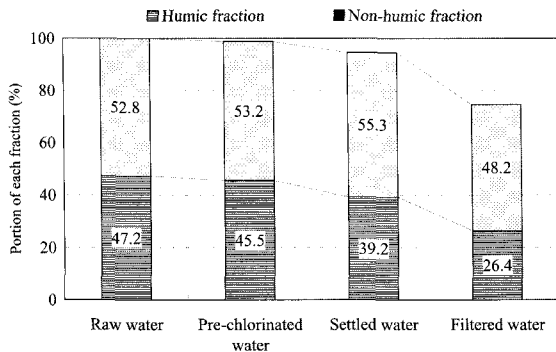 Humic fraction
Non-humic fraction
Portion of each fraction (%)
100
80
60
40
20
0
52.8
53.2
55.3
48.2
47.2
45.5
39.2
26.4
Raw water
Pre-chlorinated
water
Settled water
Filtered water